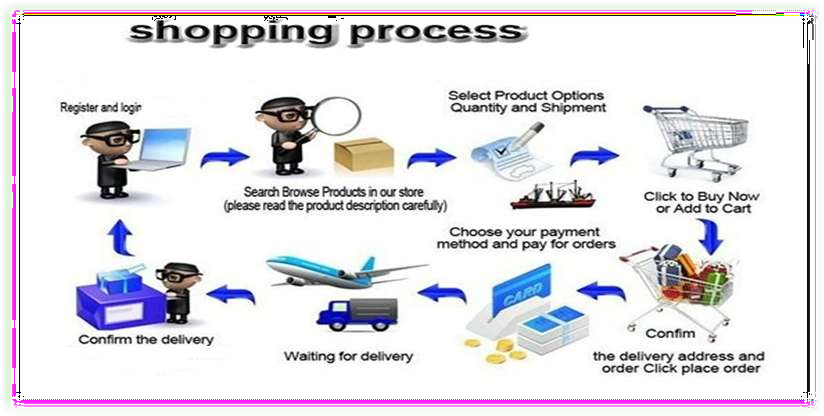 shopping process
Register and login
Search Browse Products in our store
(please read the product description carefully)
Select Product Options
Quantity and Shipment
Click to Buy Now
or Add to Cart
Confim
the delivery address and
order Click place order
Choose your payment
method and pay for orders
CARD
Waiting for delivery
Confirm the delivery